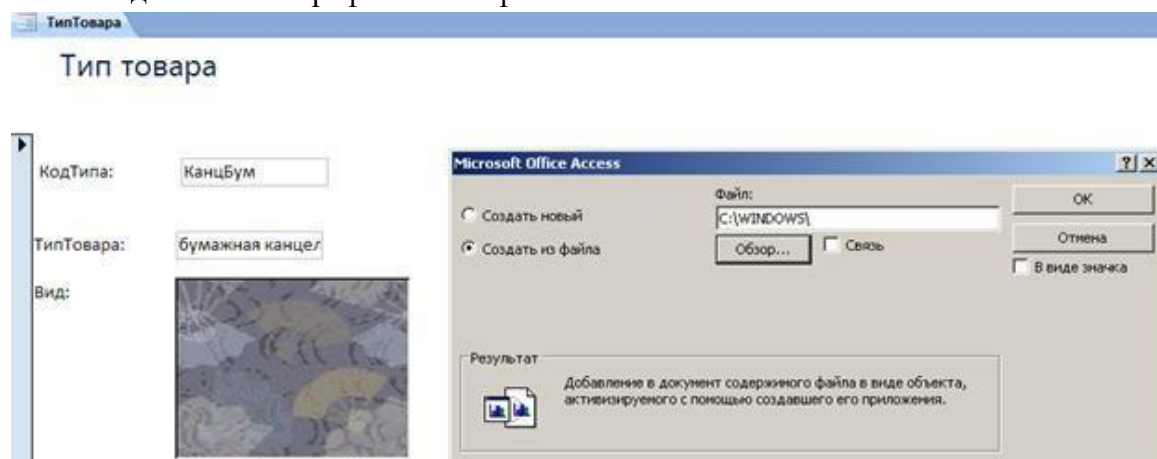 ТипТовара
Тип товара
КодТипа:
КанцБум
ТипТовара:
бумажная канцел
Вид:
Microsoft Office Access
Создать новый
Создать из файла
Файл:
C:\WINDOWS\
Обзор...
Связь
ОК
Отмена
В виде значка
Результат
Добавление в документ содержимого файла в виде объекта,
активизируемого с помощью создавшего его приложения.